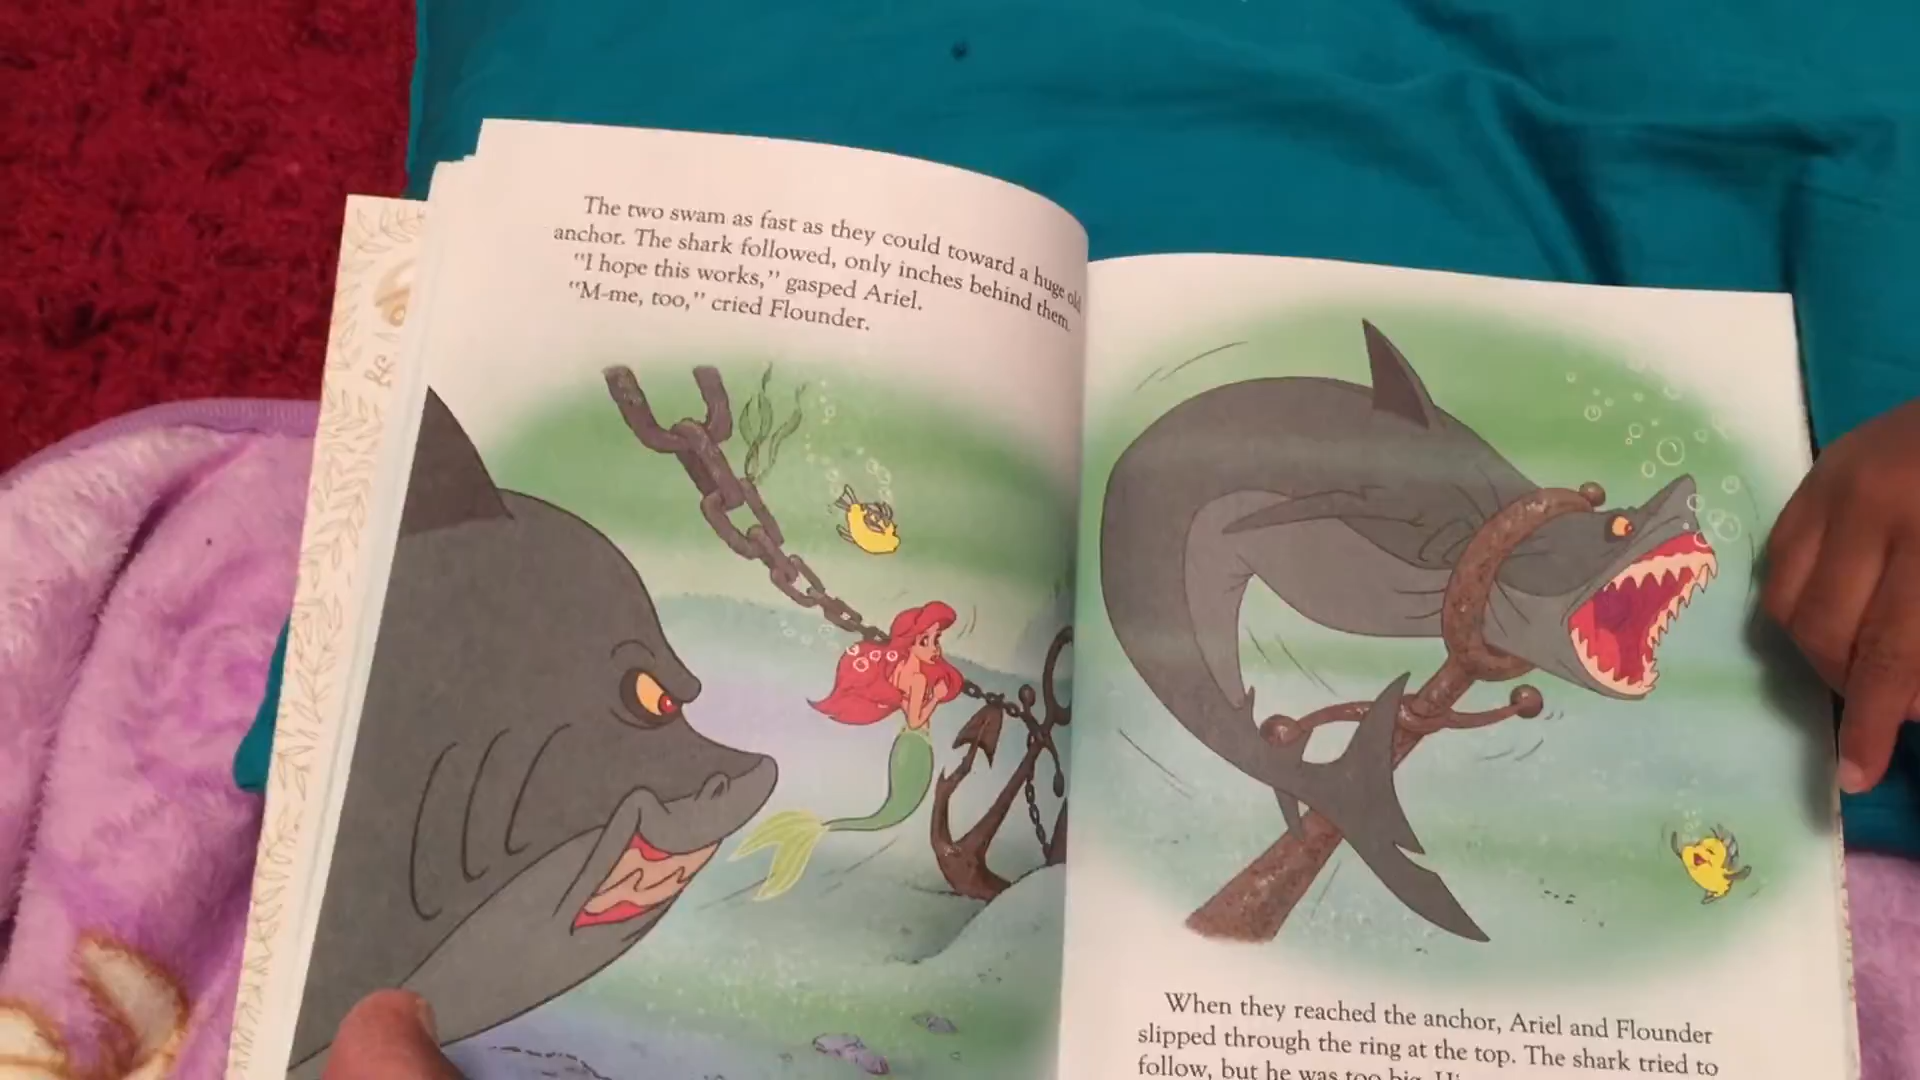 The two swam as fast as they could toward a huge old
anchor. The shark followed, only inches behind them.
"I hope this works," gasped Ariel.
"M-me, too," cried Flounder.
When they reached the anchor, Ariel and Flounder
slipped through the ring at the top. The shark tried to
follow, but he was too big.